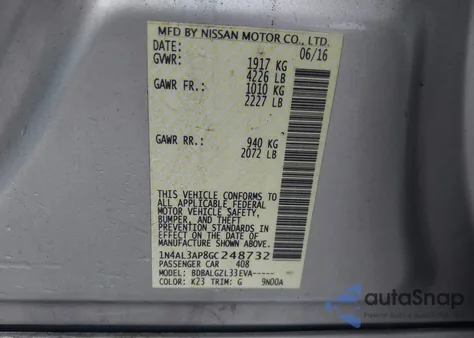 MFD BY NISSAN MOTOR CO., LTD.
DATE: 06/16
GVWR: 1917 KG
4226 LB
GAWR FR.: 1010 KG
2227 LB
GAWR RR.: 940 KG
2072 LB
THIS VEHICLE CONFORMS TO
ALL APPLICABLE FEDERAL
MOTOR VEHICLE SAFETY,
BUMPER, AND THEFT
PREVENTION STANDARDS IN
EFFECT ON THE DATE OF
MANUFACTURE SHOWN ABOVE.
1N4AL3AP8GC248732
PASSENGER CAR 408
MODEL: BDBALGZL33EVA-----
COLOR: K23 TRIM: G 9N00A
autoSnap